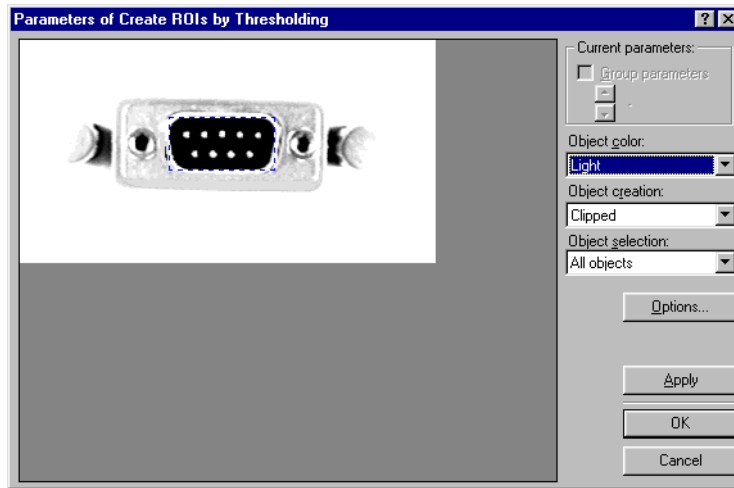 Parameters of Create ROIs by Thresholding
Current parameters:
Group parameters
-
Object color:
Light
Object creation:
Clipped
Object selection:
All objects
Options...
Apply
OK
Cancel